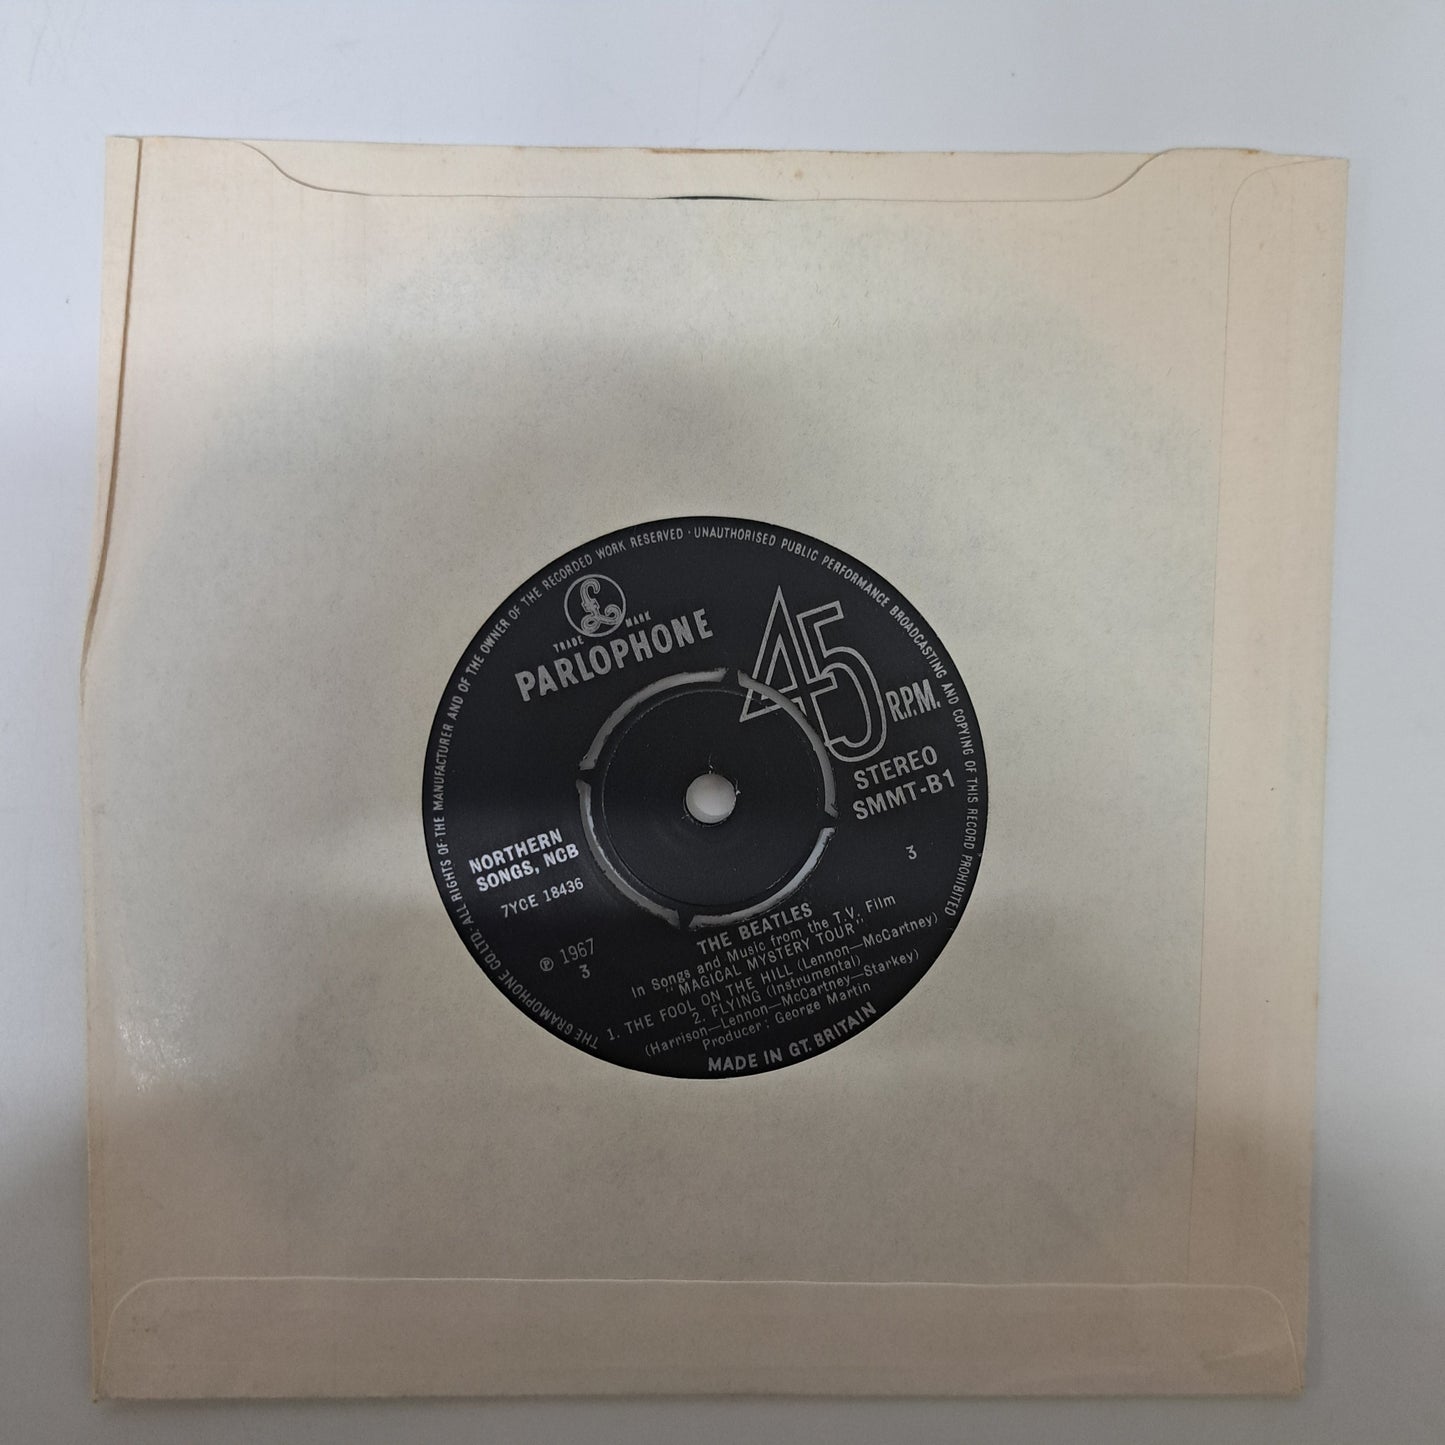 THE GRAMOPHONE CO.LTD. ALL RIGHTS OF THE MANUFACTURER AND OF THE OWNER OF THE RECORDED WORK RESERVED · UNAUTHORISED PUBLIC PERFORMANCE BROADCASTING AND COPYING OF THIS RECORD PROHIBITED
£
TRADE MARK
PARLOPHONE
45
R.P.M.
STEREO
SMMT-B1
3
NORTHERN
SONGS, NCB
7YCE 18436
℗ 1967
3
THE BEATLES
In Songs and Music from the T.V. Film
"MAGICAL MYSTERY TOUR"
1. THE FOOL ON THE HILL (Lennon—McCartney)
2. FLYING (Instrumental)
(Harrison—Lennon—McCartney—Starkey)
Producer : George Martin
MADE IN GT. BRITAIN